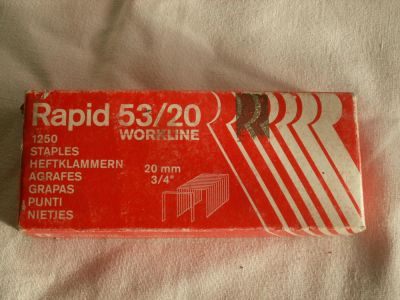 Rapid 53/20
WORKLINE
1250
STAPLES
HEFTKLAMMERN
AGRAFES
GRAPAS
PUNTI
NIETJES
20 mm
3/4"